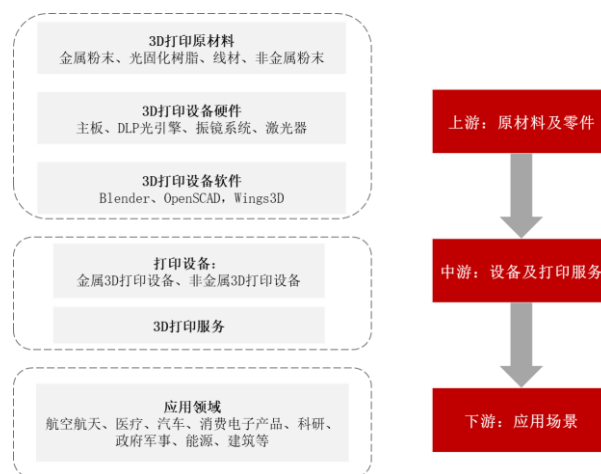 3D打印原材料
金属粉末、光固化树脂、线材、非金属粉末
3D打印设备硬件
主板、DLP光引擎、振镜系统、激光器
3D打印设备软件
Blender、OpenSCAD，Wings3D
上游：原材料及零件
打印设备：
金属3D打印设备、非金属3D打印设备
3D打印服务
中游：设备及打印服务
应用领域
航空航天、医疗、汽车、消费电子产品、科研、
政府军事、能源、建筑等
下游：应用场景